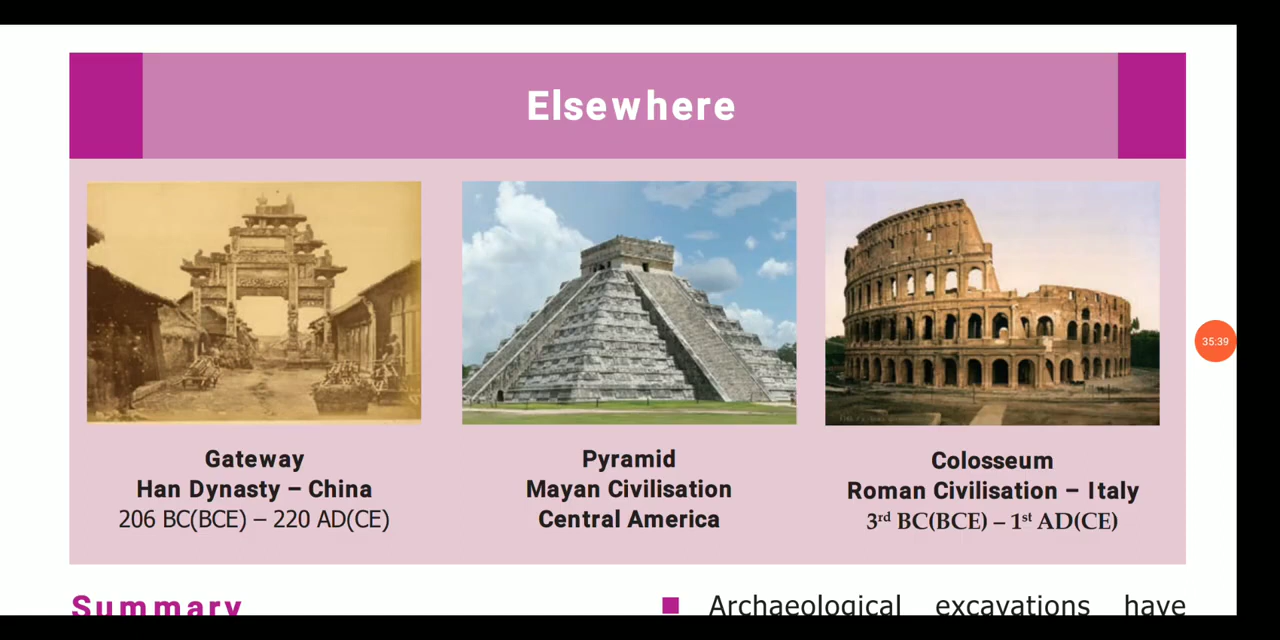 Elsewhere
Gateway
Han Dynasty – China
206 BC(BCE) – 220 AD(CE)
Pyramid
Mayan Civilisation
Central America
Colosseum
Roman Civilisation – Italy
3rd BC(BCE) – 1st AD(CE)
35:39
Summary
Archaeological excavations have